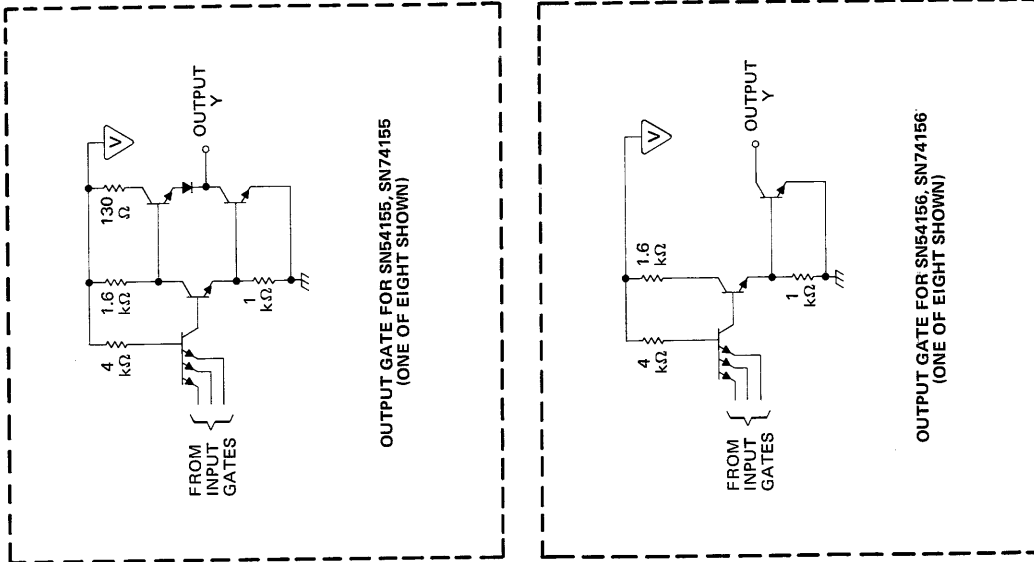 V
130
Ω
1.6
kΩ
4
kΩ
1
kΩ
OUTPUT
Y
FROM
INPUT
GATES
OUTPUT GATE FOR SN54155, SN74155
(ONE OF EIGHT SHOWN)
V
1.6
kΩ
4
kΩ
1
kΩ
OUTPUT
Y
FROM
INPUT
GATES
OUTPUT GATE FOR SN54156, SN74156
(ONE OF EIGHT SHOWN)